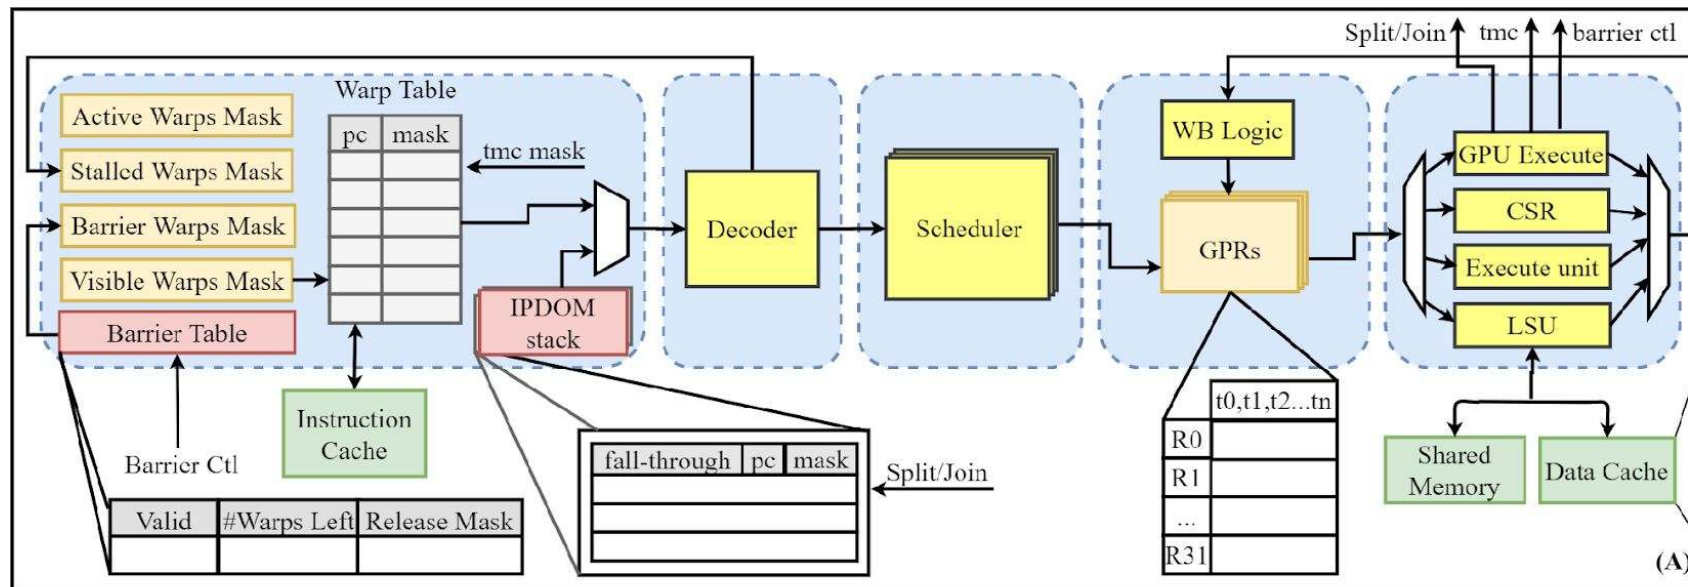 Split/Join tmc barrier ctl
Warp Table
Active Warps Mask
Stalled Warps Mask
Barrier Warps Mask
Visible Warps Mask
Barrier Table
pc mask
tmc mask
IPDOM
stack
Decoder
Scheduler
WB Logic
GPRs
GPU Execute
CSR
Execute unit
LSU
Instruction
Cache
Barrier Ctl
Valid #Warps Left Release Mask
fall-through pc mask
Split/Join
t0,t1,t2...tn
R0
R1
...
R31
Shared
Memory
Data Cache
(A)